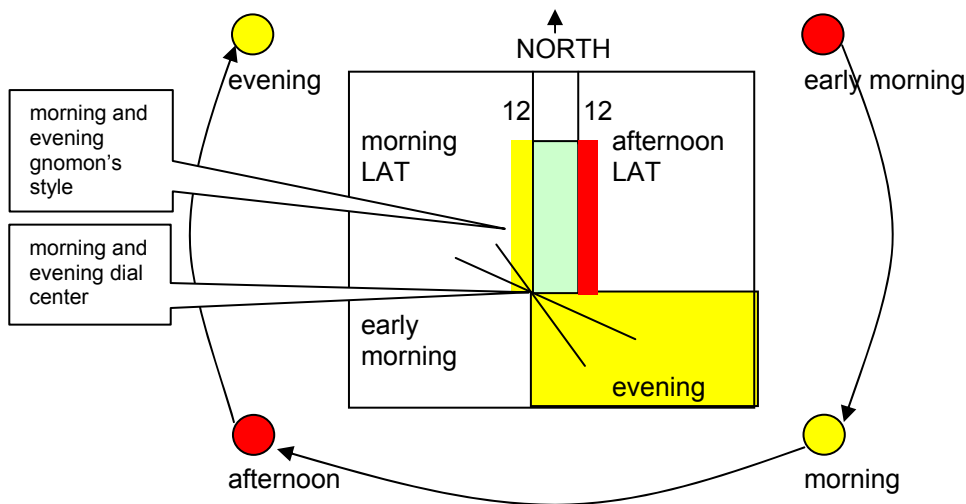 NORTH
evening
early morning
morning and
evening
gnomon's
style
12
12
morning
LAT
afternoon
LAT
morning and
evening dial
center
early
morning
evening
afternoon
morning